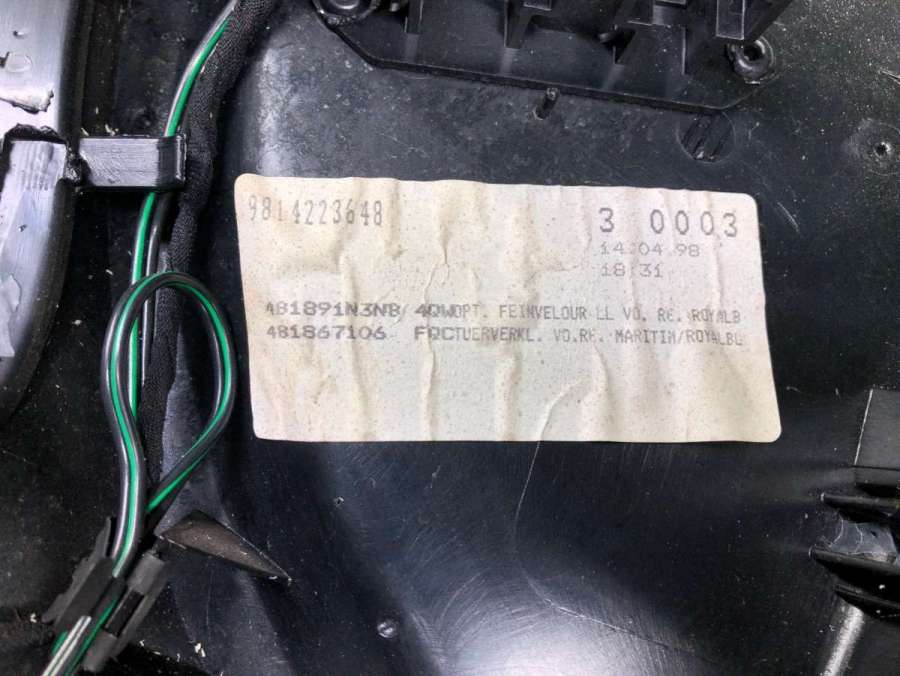 9814223648
3 0003
14.04.98
18:31
4B1891N3NB/ 4QWOPT. FEINVELOUR LL VO. RE. ROYALB
4B1867106 FQCTUERVERKL. VO.RE. MARITIM/ROYALBL